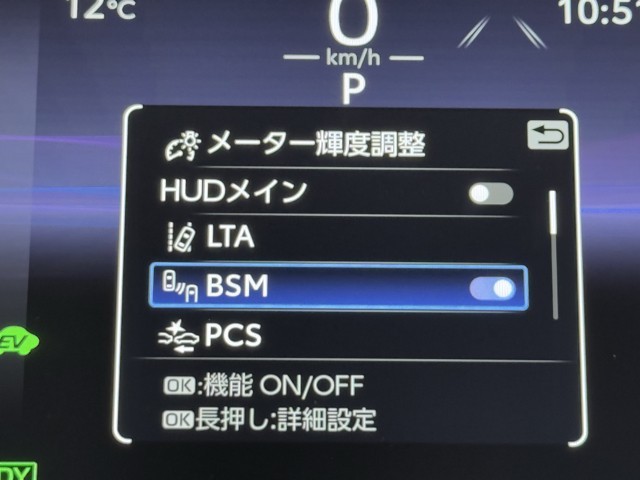 12°C
0
10:51
km/h
P
メーター輝度調整
HUDメイン
LTA
BSM
PCS
EV
OK:機能 ON/OFF
OK長押し:詳細設定